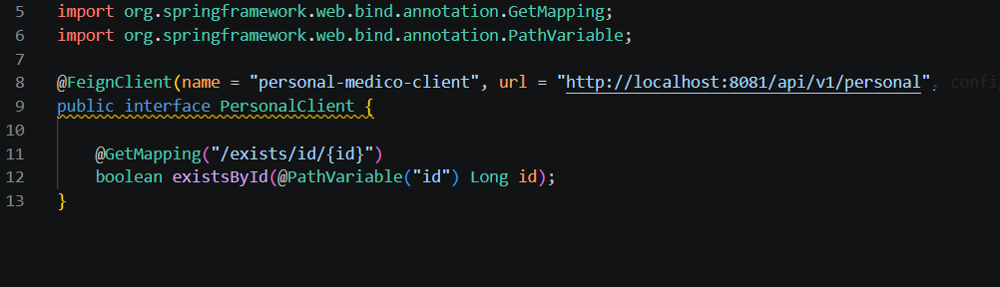 5 import org.springframework.web.bind.annotation.GetMapping;
6 import org.springframework.web.bind.annotation.PathVariable;
7
8 @FeignClient(name = "personal-medico-client", url = "http://localhost:8081/api/v1/personal", confi
9 public interface PersonalClient {
10
11 @GetMapping("/exists/id/{id}")
12 boolean existsById(@PathVariable("id") Long id);
13 }